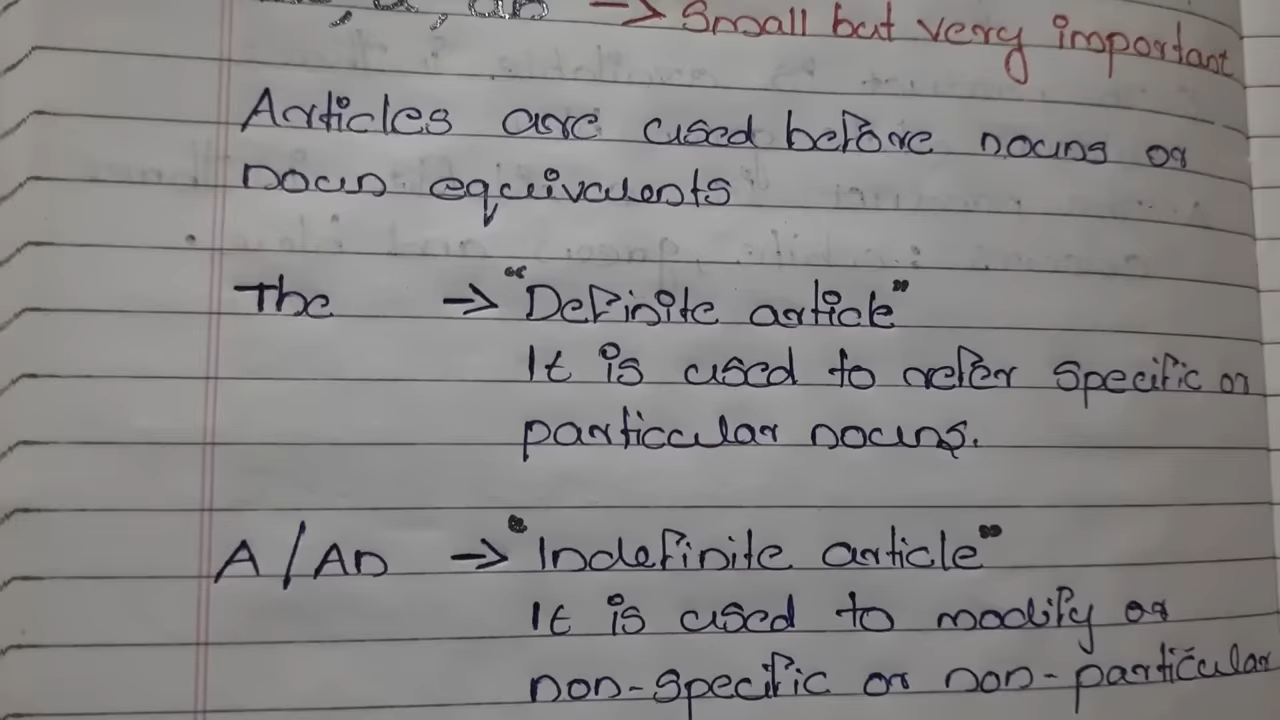 , a, an -> Small but very important
Articles are used before nouns or
noun equivalents
The -> "Definite article"
It is used to refer specific or
particular nouns.
A/An -> "Indefinite article"
It is used to modify or
non-specific or non-particular